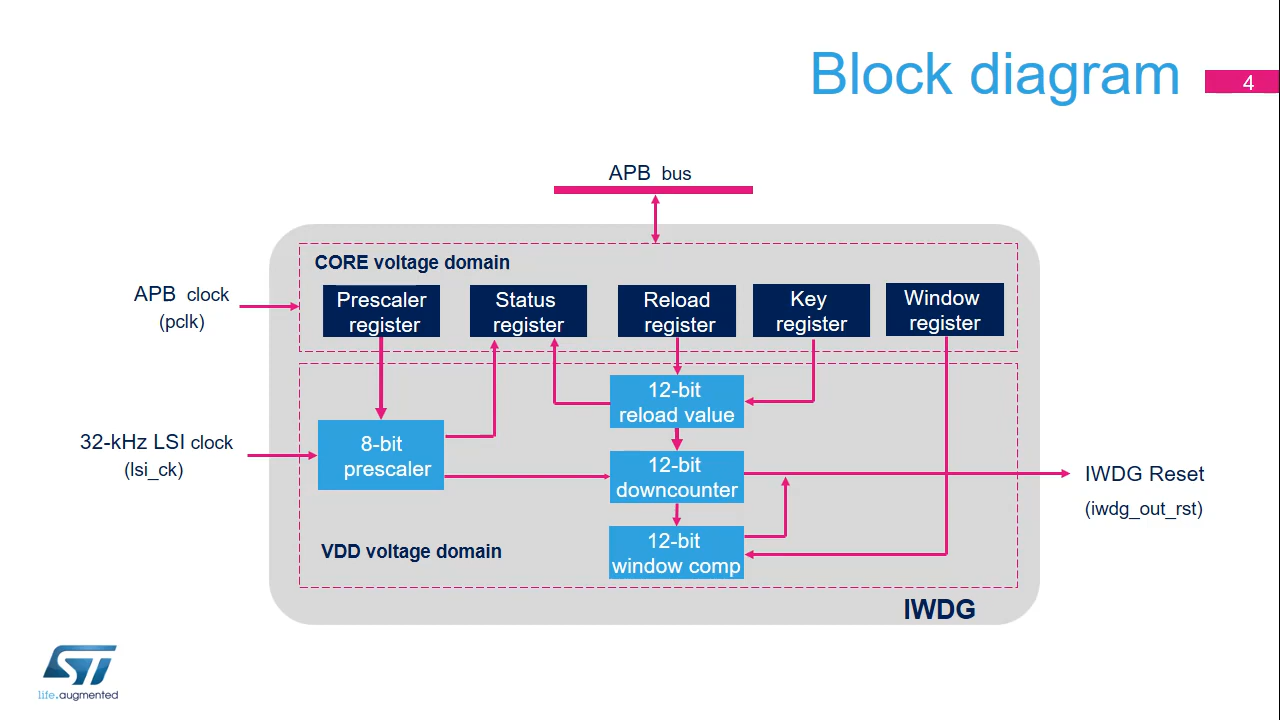 Block diagram
4
APB bus
CORE voltage domain
APB clock
(pclk)
Prescaler
register
Status
register
Reload
register
Key
register
Window
register
12-bit
reload value
32-kHz LSI clock
(lsi_ck)
8-bit
prescaler
12-bit
downcounter
IWDG Reset
(iwdg_out_rst)
12-bit
window comp
VDD voltage domain
IWDG
ST
life.augmented